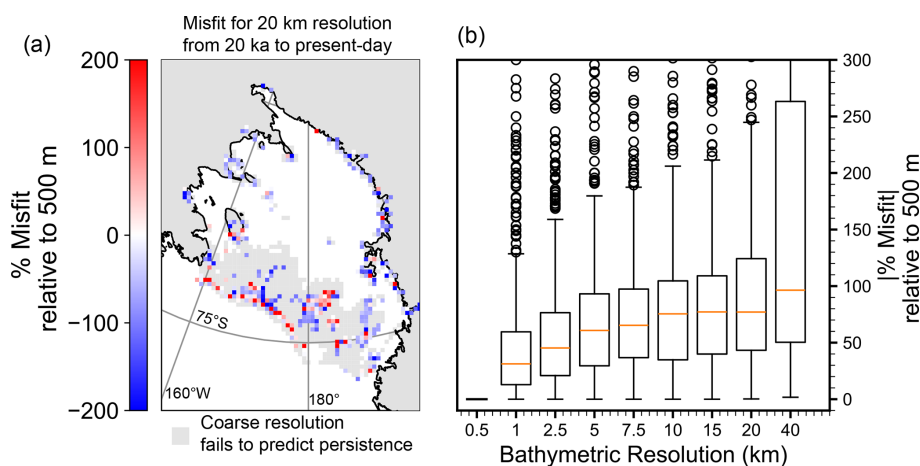 (a)
Misfit for 20 km resolution
from 20 ka to present-day
% Misfit
relative to 500 m
200
100
0
−100
−200
75°S
160°W
180°
Coarse resolution
fails to predict persistence
(b)
300
250
200
150
100
50
0
|% Misfit|
relative to 500 m
0.5 1 2.5 5 7.5 10 15 20 40
Bathymetric Resolution (km)